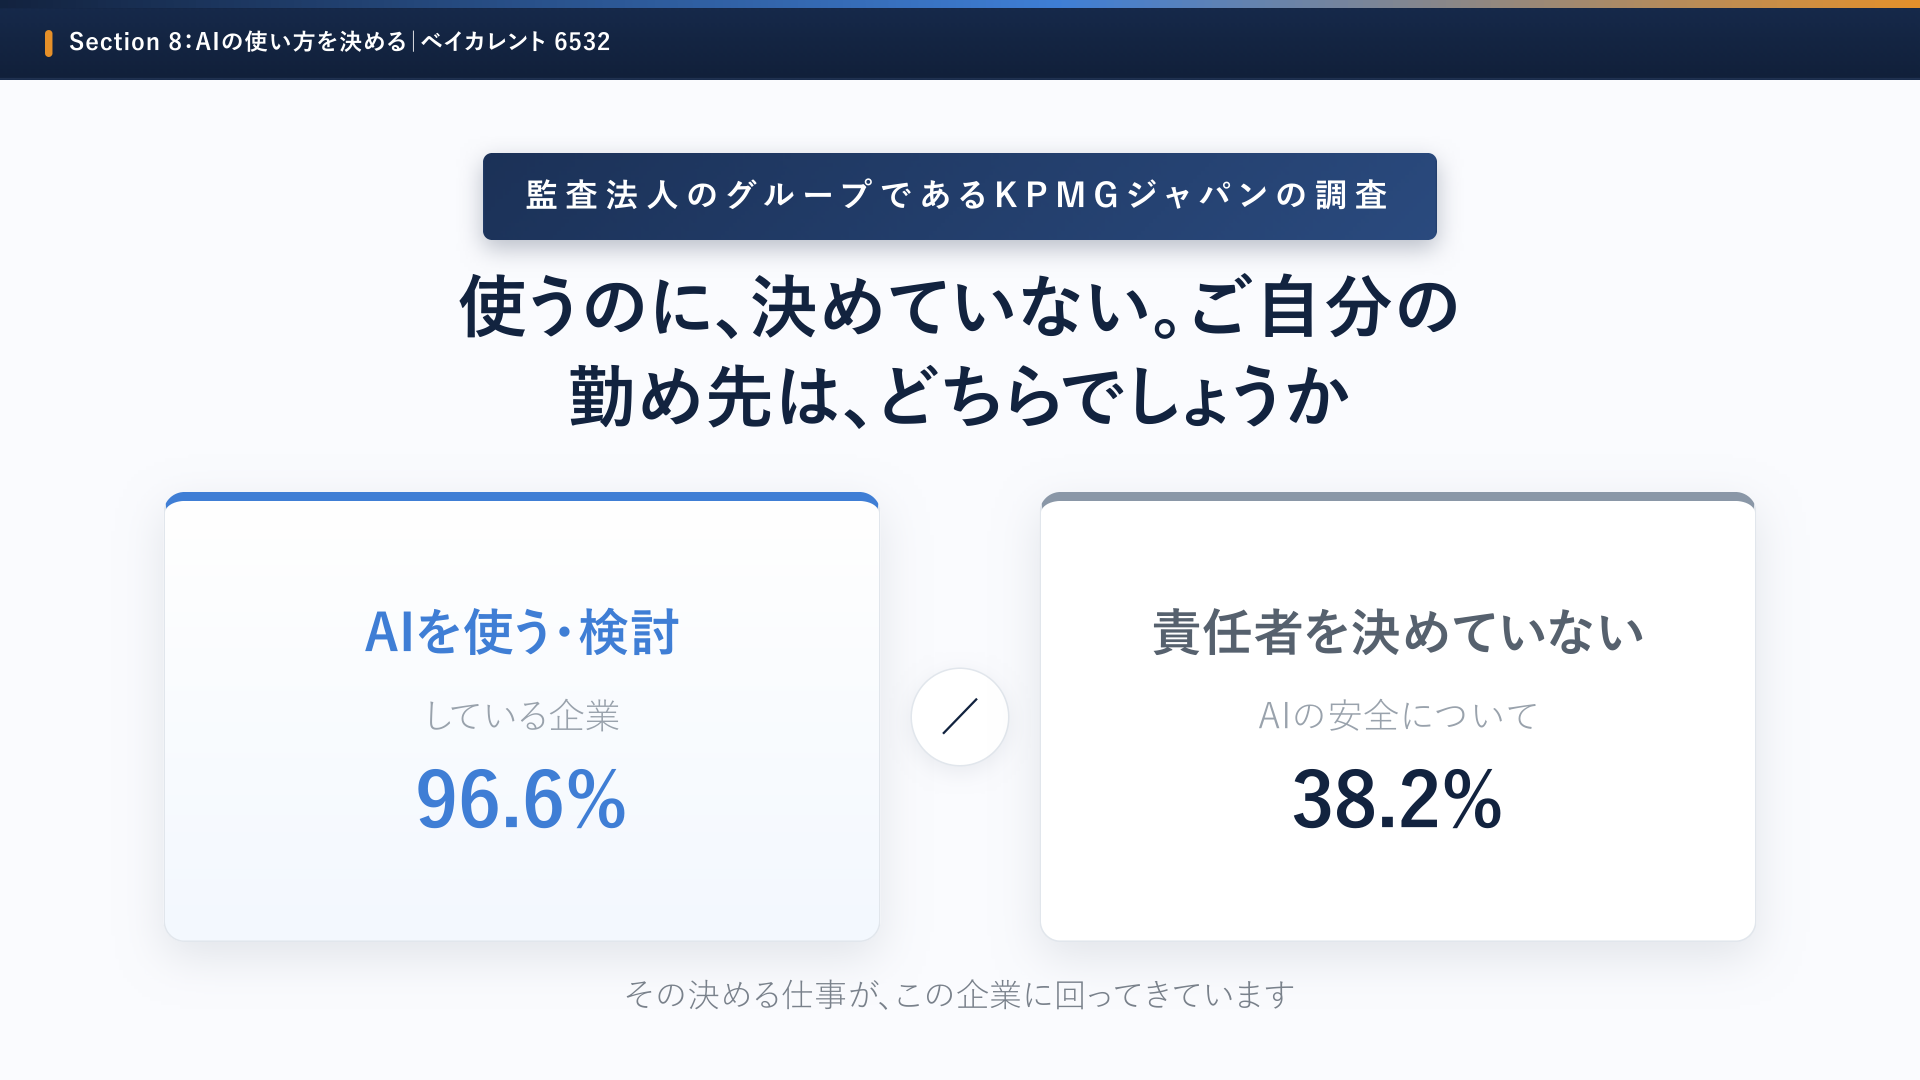 Section 8：AIの使い方を決める｜ベイカレント 6532
監査法人のグループであるKPMGジャパンの調査
使うのに、決めていない。ご自分の
勤め先は、どちらでしょうか
AIを使う・検討
している企業
96.6%
／
責任者を決めていない
AIの安全について
38.2%
その決める仕事が、この企業に回ってきています